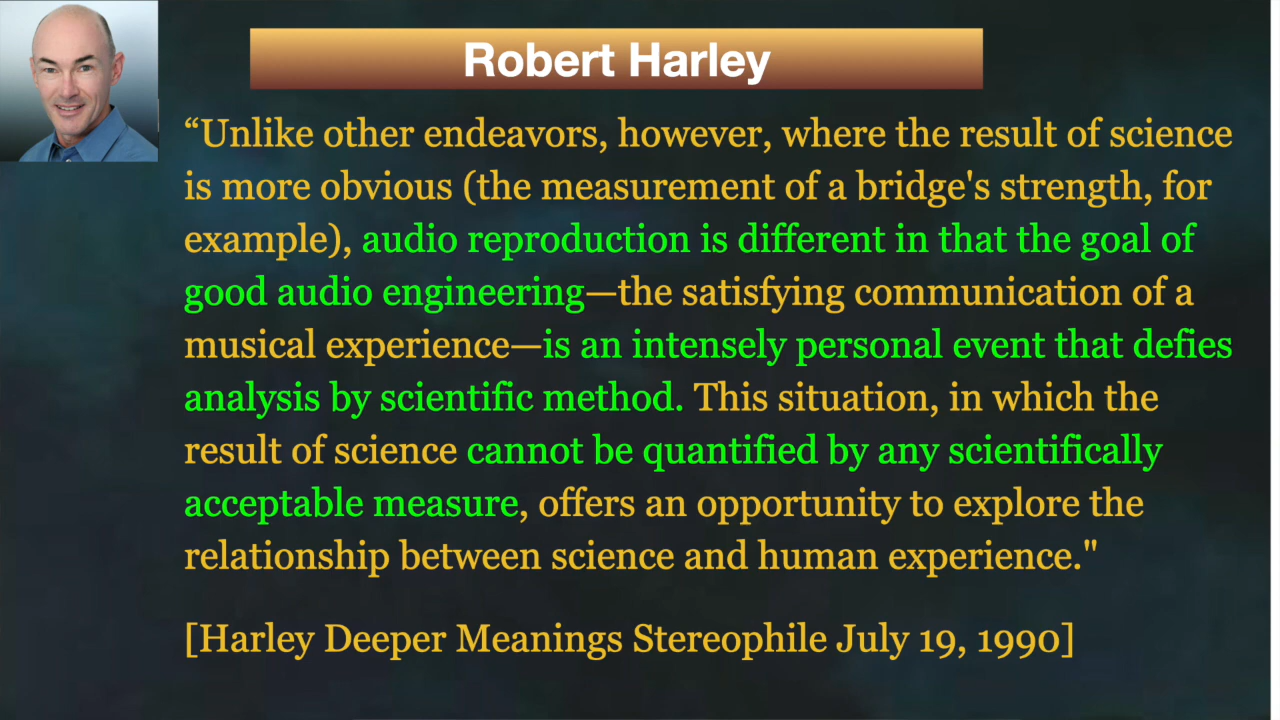 Robert Harley
“Unlike other endeavors, however, where the result of science
is more obvious (the measurement of a bridge's strength, for
example), audio reproduction is different in that the goal of
good audio engineering—the satisfying communication of a
musical experience—is an intensely personal event that defies
analysis by scientific method. This situation, in which the
result of science cannot be quantified by any scientifically
acceptable measure, offers an opportunity to explore the
relationship between science and human experience."
[Harley Deeper Meanings Stereophile July 19, 1990]